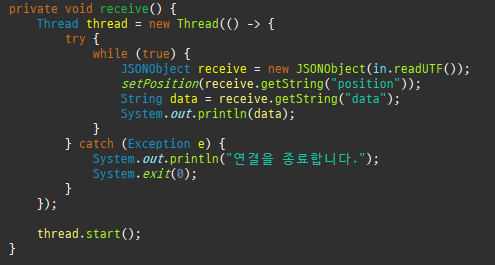 private void receive() {
    Thread thread = new Thread(() -> {
        try {
            while (true) {
                JSONObject receive = new JSONObject(in.readUTF());
                setPosition(receive.getString("position"));
                String data = receive.getString("data");
                System.out.println(data);
            }
        } catch (Exception e) {
            System.out.println("연결을 종료합니다.");
            System.exit(0);
        }
    });

    thread.start();
}